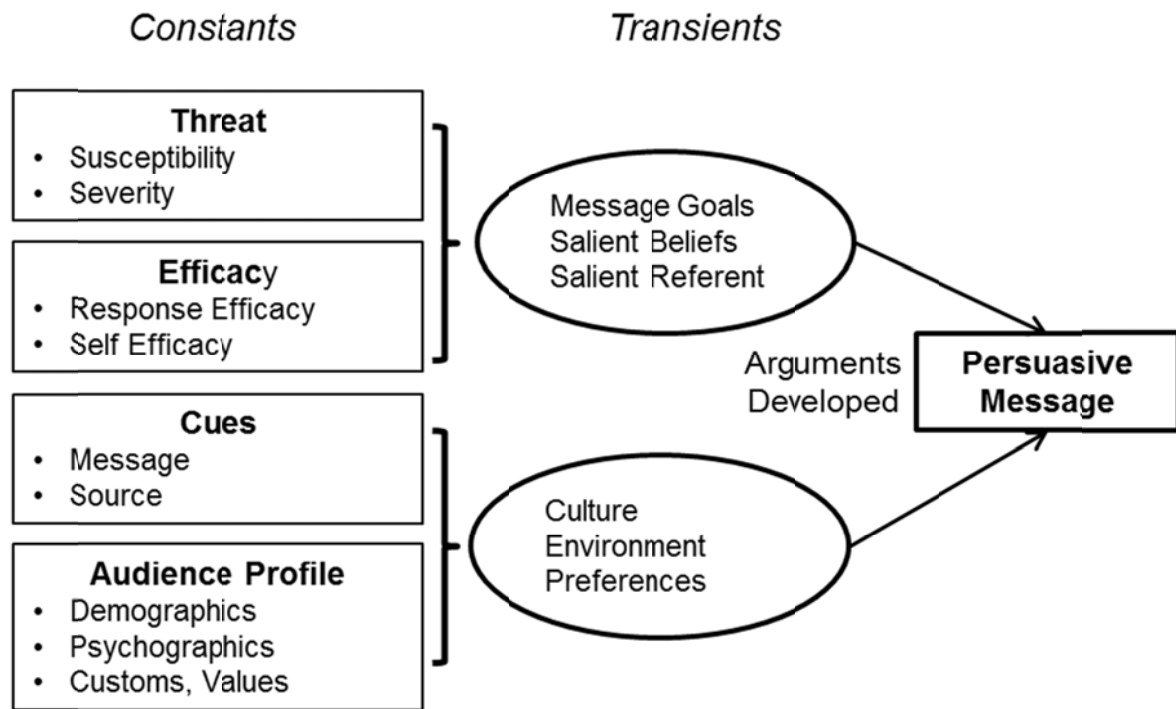 Constants
Transients
Threat
• Susceptibility
• Severity
Efficacy
• Response Efficacy
• Self Efficacy
Cues
• Message
• Source
Audience Profile
• Demographics
• Psychographics
• Customs, Values
Message Goals
Salient Beliefs
Salient Referent
Culture
Environment
Preferences
Arguments
Developed
Persuasive
Message